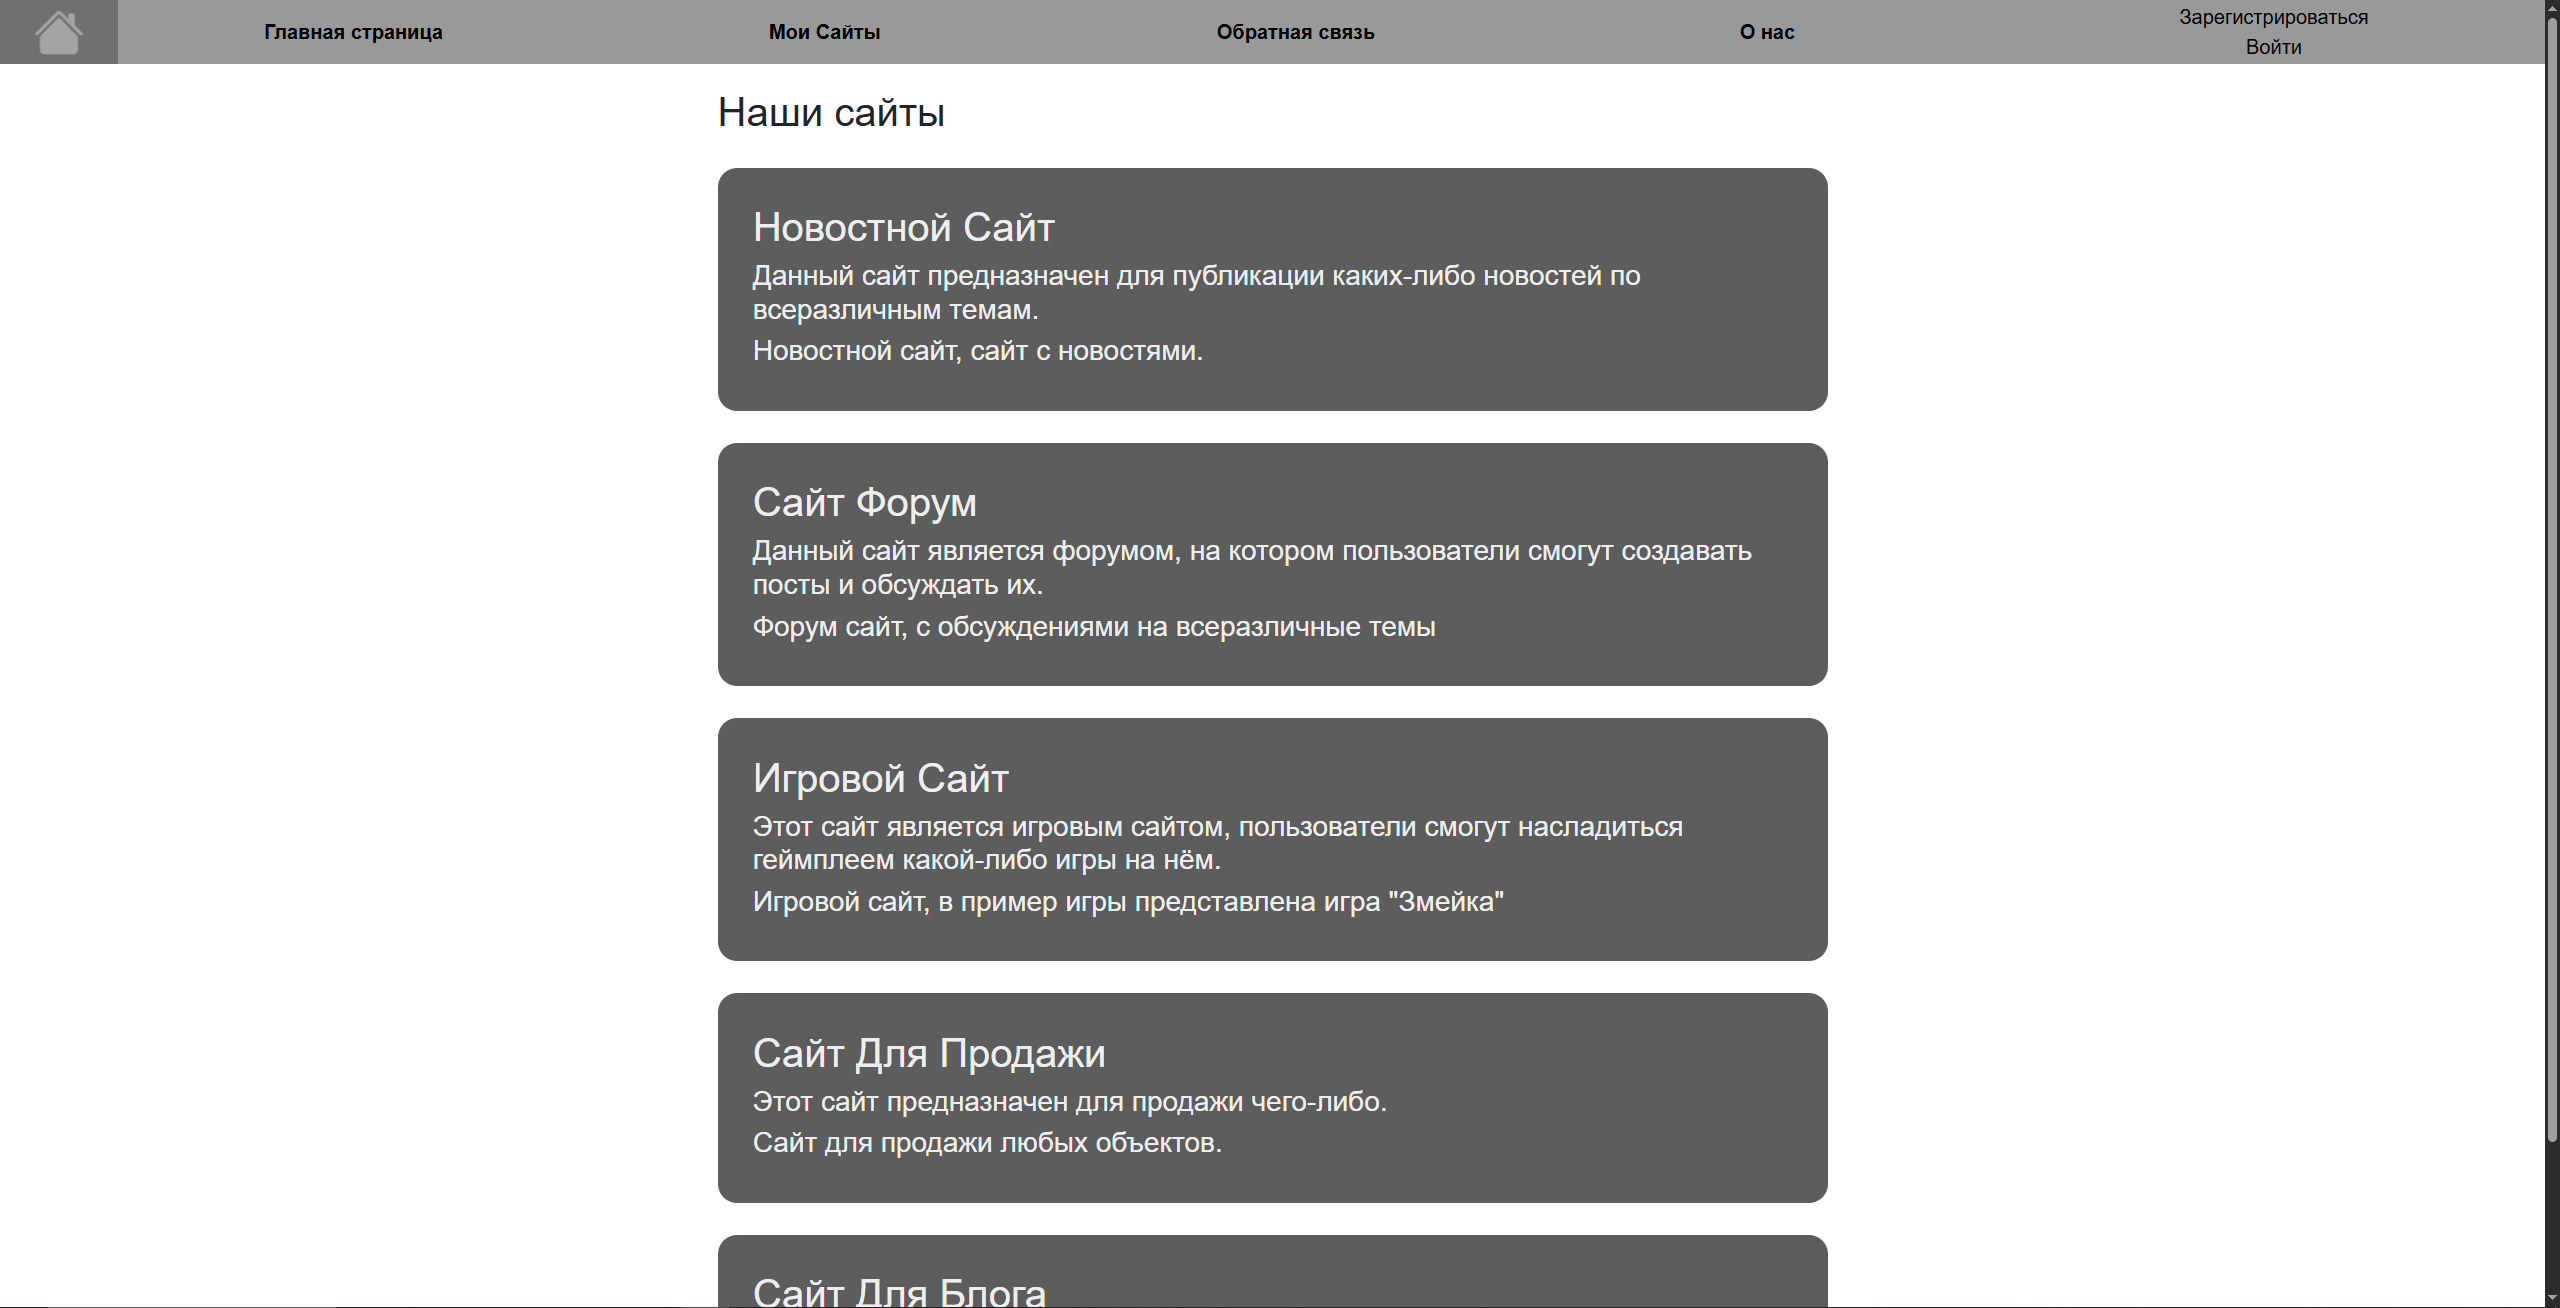 Главная страница
Мои Сайты
Обратная связь
О нас
Зарегистрироваться
Войти
Наши сайты
Новостной Сайт
Данный сайт предназначен для публикации каких-либо новостей по
всеразличным темам.
Новостной сайт, сайт с новостями.
Сайт Форум
Данный сайт является форумом, на котором пользователи смогут создавать
посты и обсуждать их.
Форум сайт, с обсуждениями на всеразличные темы
Игровой Сайт
Этот сайт является игровым сайтом, пользователи смогут насладиться
геймплеем какой-либо игры на нём.
Игровой сайт, в пример игры представлена игра "Змейка"
Сайт Для Продажи
Этот сайт предназначен для продажи чего-либо.
Сайт для продажи любых объектов.
Сайт Для Блога